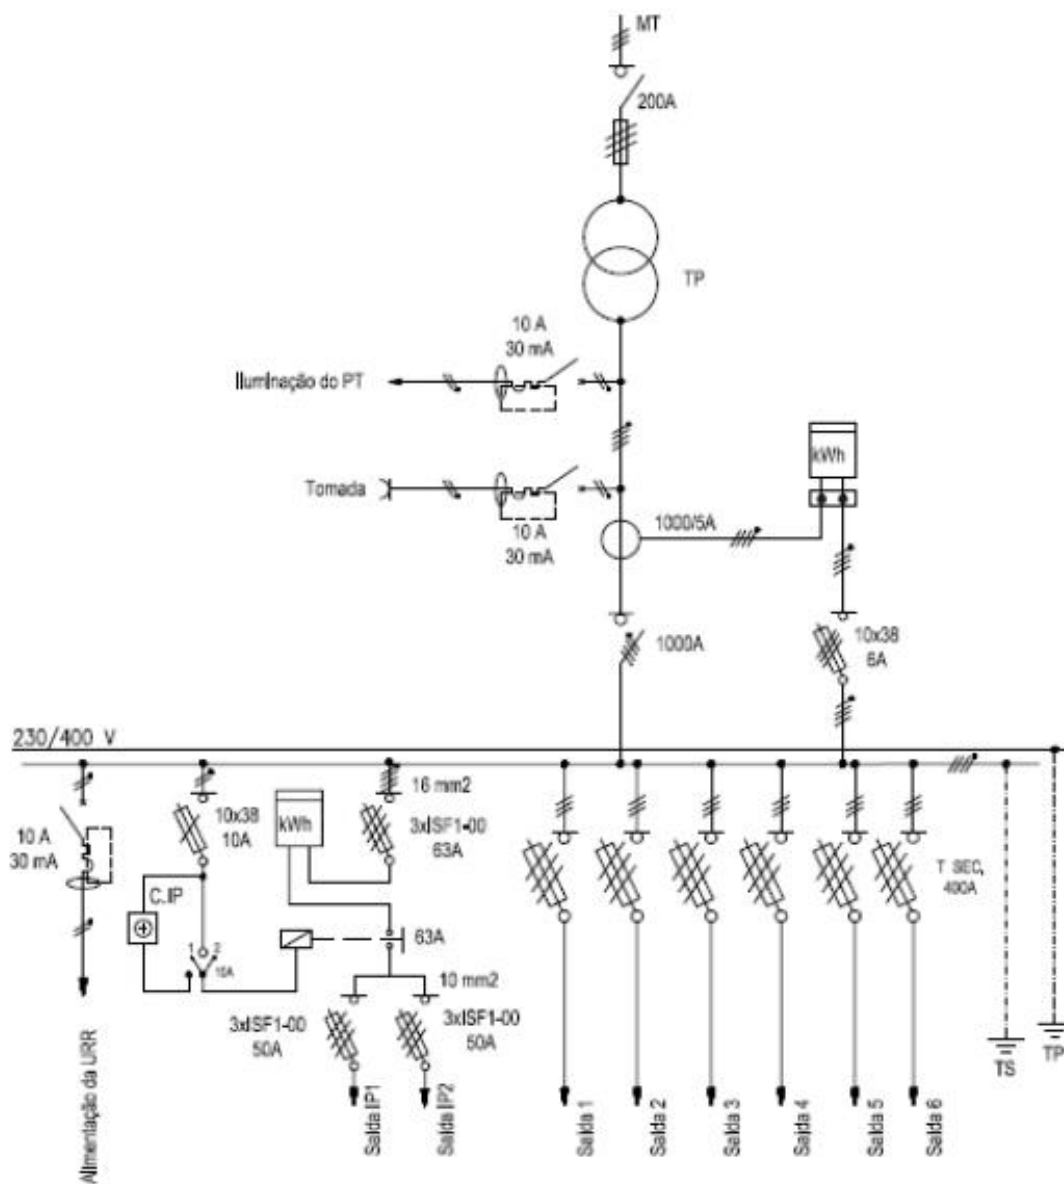 MT
200A
TP
10 A
30 mA
Iluminação do PT
kWh
Tomada
10 A
30 mA
1000/5A
1000A
10x38
6A
230/400 V
16 mm2
10x38
10A
kWh
3xISF1-00
63A
10 A
30 mA
T SEC,
400A
C.IP
63A
1 2
16A
10 mm2
3xISF1-00
50A
3xISF1-00
50A
TS
TP
Alimentação da URR
Saída IP1
Saída IP2
Saída 1
Saída 2
Saída 3
Saída 4
Saída 5
Saída 6